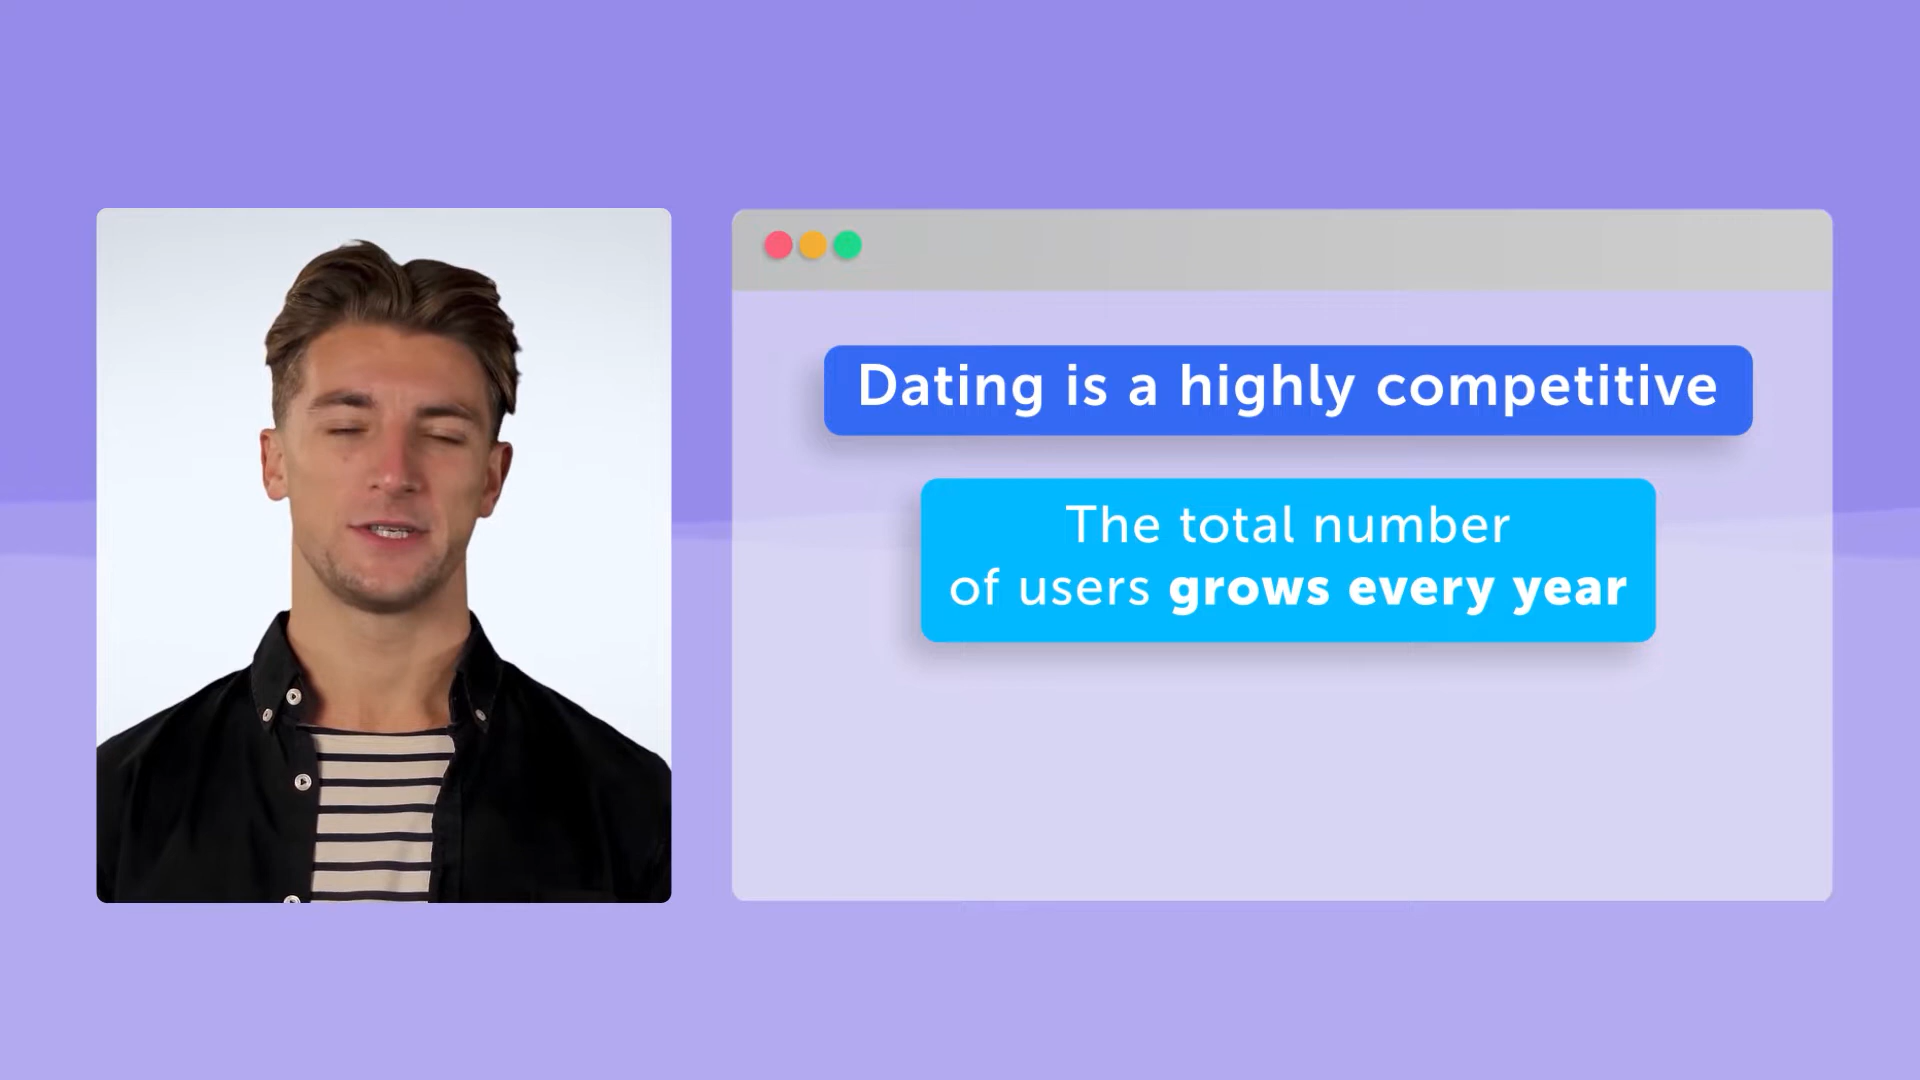 Dating is a highly competitive
The total number
of users grows every year